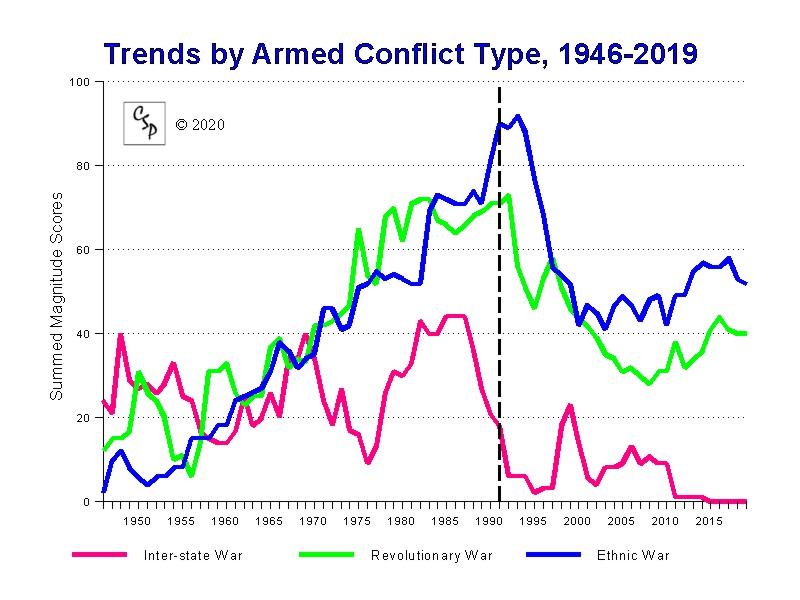 Trends by Armed Conflict Type, 1946-2019
100
CSP
© 2020
80
60
40
20
0
Summed Magnitude Scores
1950 1955 1960 1965 1970 1975 1980 1985 1990 1995 2000 2005 2010 2015
Inter-state War Revolutionary War Ethnic War